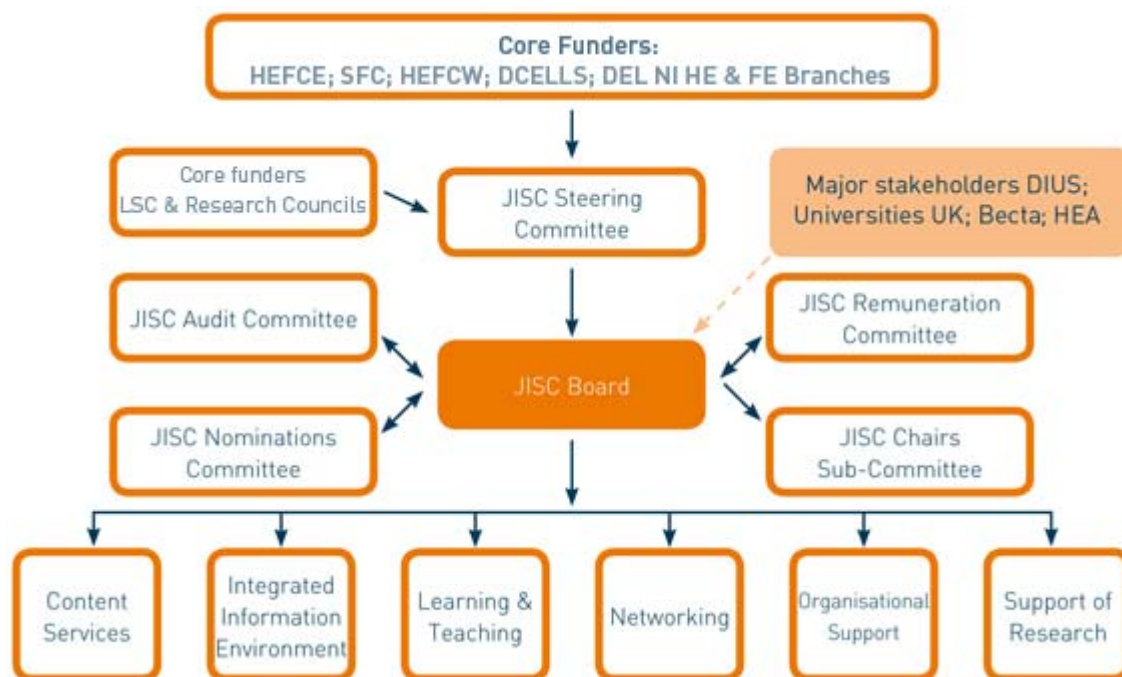 Core Funders:
HEFCE; SFC; HEFCW; DCELLS; DEL NI HE & FE Branches
Core funders
LSC & Research Councils
JISC Steering
Committee
Major stakeholders DIUS;
Universities UK; Becta; HEA
JISC Audit Committee
JISC Remuneration
Committee
JISC Board
JISC Nominations
Committee
JISC Chairs
Sub-Committee
Content
Services
Integrated
Information
Environment
Learning &
Teaching
Networking
Organisational
Support
Support of
Research